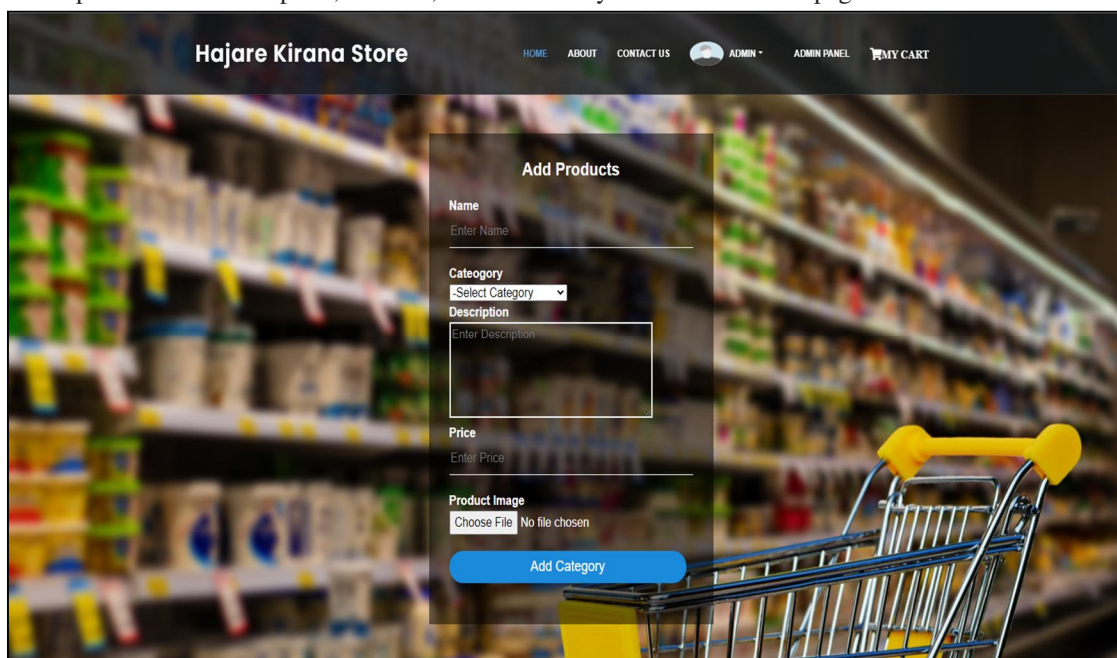 Hajare Kirana Store
HOME ABOUT CONTACT US ADMIN ADMIN PANEL MY CART
Add Products
Name
Enter Name
Cateogory
-Select Category
Description
Enter Description
Price
Enter Price
Product Image
Choose File No file chosen
Add Category